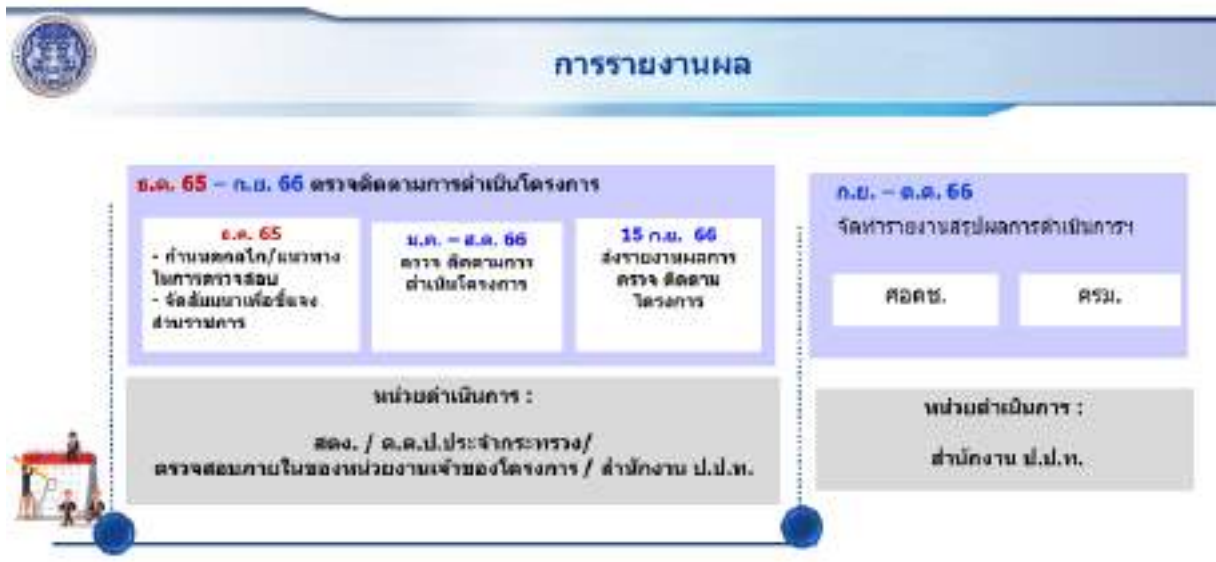 การรายงานผล
ธ.ค. 65 – ก.ย. 66 ตรวจติดตามการดำเนินโครงการ
ธ.ค. 65
- กำหนดกลไก/แนวทาง
ในการตรวจสอบ
- จัดสัมมนาเพื่อชี้แจง
ส่วนราชการ
ม.ค. – ส.ค. 66
ตรวจ ติดตามการ
ดำเนินโครงการ
15 ก.ย. 66
ส่งรายงานผลการ
ตรวจ ติดตาม
โครงการ
หน่วยดำเนินการ :
สตง. / ค.ต.ป.ประจำกระทรวง/
ตรวจสอบภายในของหน่วยงานเจ้าของโครงการ / สำนักงาน ป.ป.ท.
ก.ย. – ต.ค. 66
จัดทำรายงานสรุปผลการดำเนินการฯ
ศอตช.
ครม.
หน่วยดำเนินการ :
สำนักงาน ป.ป.ท.